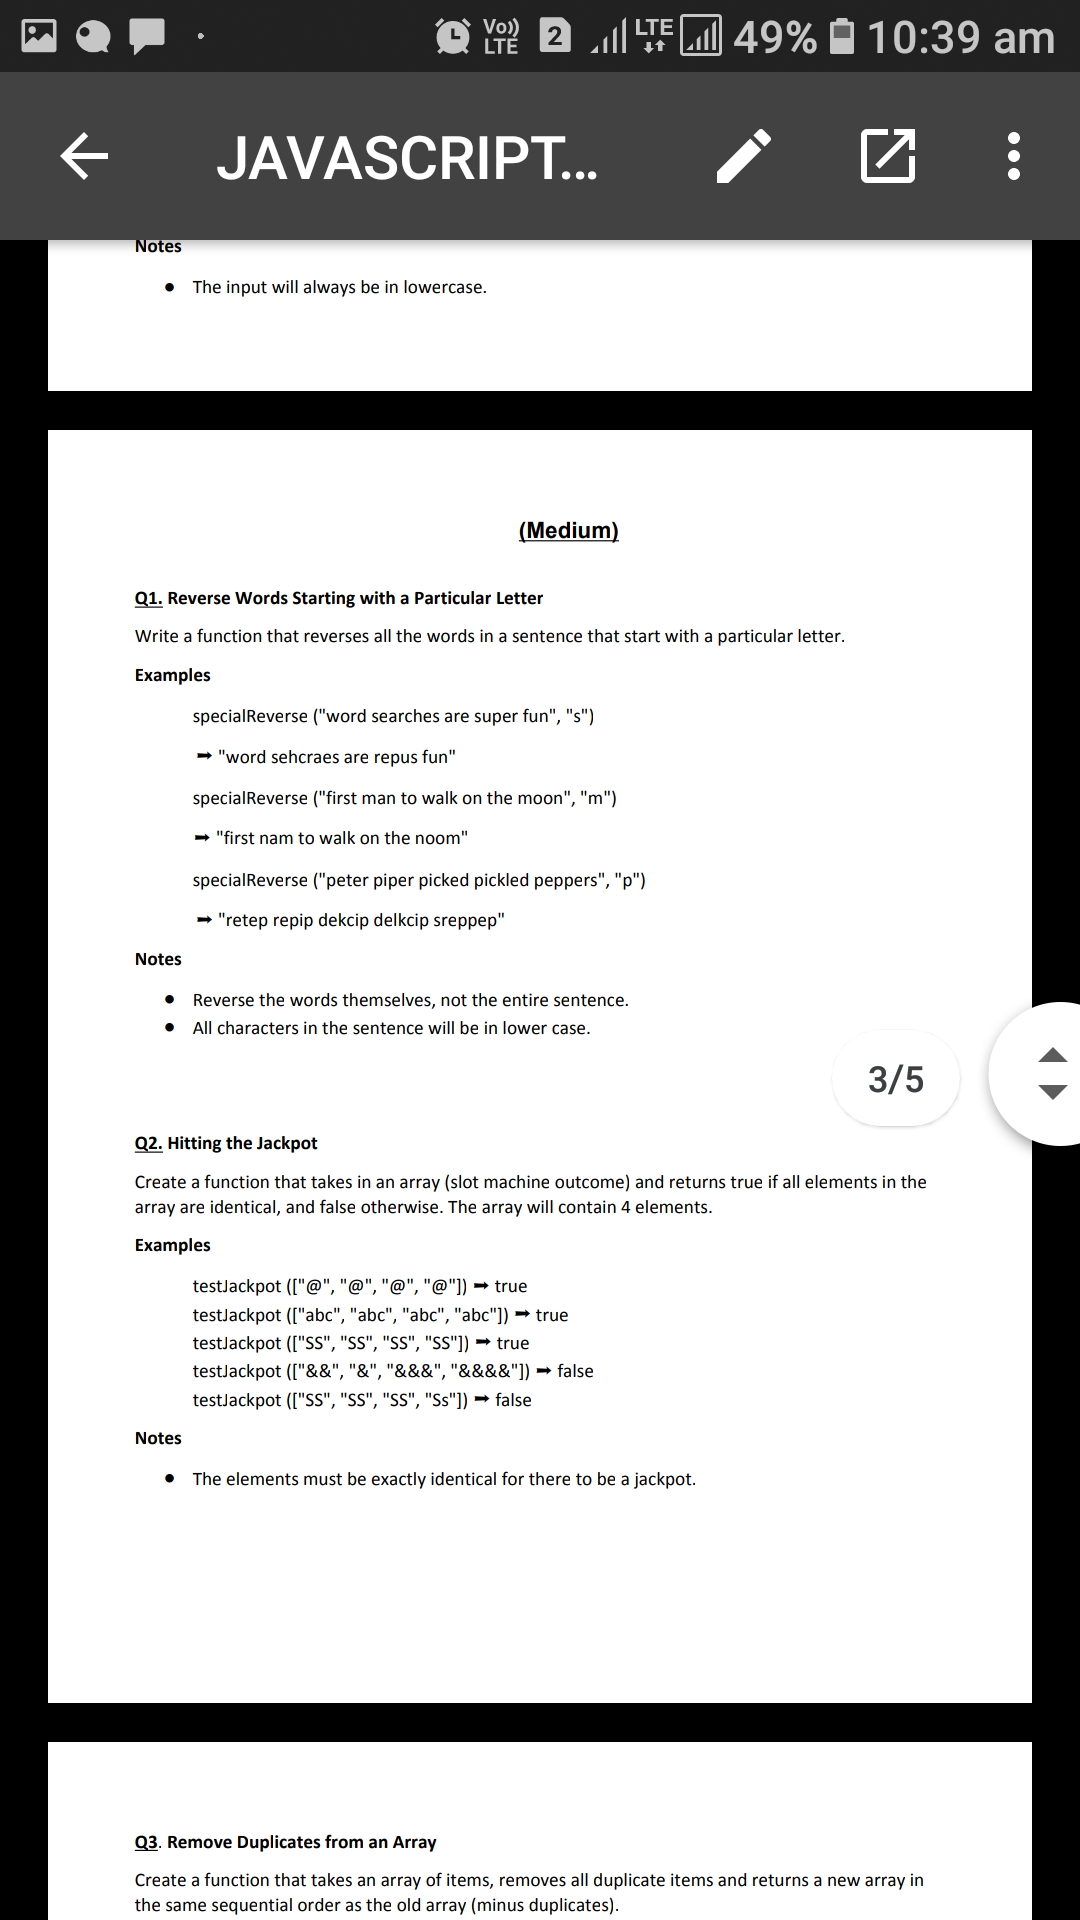 Vo)) LTE 2 LTE 49% 10:39 am
JAVASCRIPT...
Notes
● The input will always be in lowercase.
(Medium)
Q1. Reverse Words Starting with a Particular Letter
Write a function that reverses all the words in a sentence that start with a particular letter.
Examples
specialReverse ("word searches are super fun", "s")
➡ "word sehcraes are repus fun"
specialReverse ("first man to walk on the moon", "m")
➡ "first nam to walk on the noom"
specialReverse ("peter piper picked pickled peppers", "p")
➡ "retep repip dekcip delkcip sreppep"
Notes
● Reverse the words themselves, not the entire sentence.
● All characters in the sentence will be in lower case.
3/5
Q2. Hitting the Jackpot
Create a function that takes in an array (slot machine outcome) and returns true if all elements in the
array are identical, and false otherwise. The array will contain 4 elements.
Examples
testJackpot (["@", "@", "@", "@"]) ➡ true
testJackpot (["abc", "abc", "abc", "abc"]) ➡ true
testJackpot (["SS", "SS", "SS", "SS"]) ➡ true
testJackpot (["&&", "&", "&&&", "&&&&"]) ➡ false
testJackpot (["SS", "SS", "SS", "Ss"]) ➡ false
Notes
● The elements must be exactly identical for there to be a jackpot.
Q3. Remove Duplicates from an Array
Create a function that takes an array of items, removes all duplicate items and returns a new array in
the same sequential order as the old array (minus duplicates).